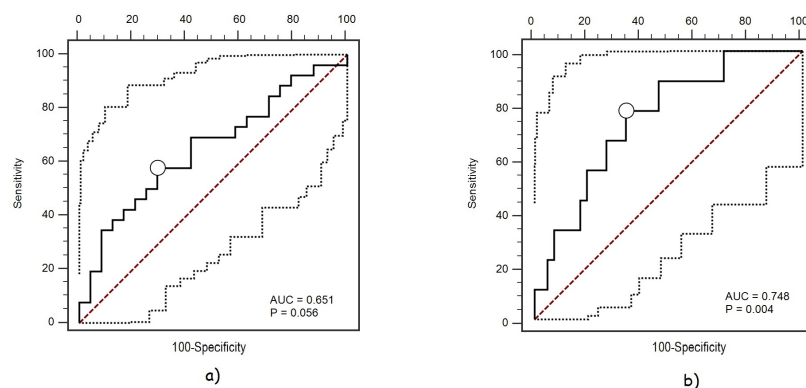 0 20 40 60 80 100
100
80
60
40
20
0
Sensitivity
AUC = 0.651
P = 0.056
100-Specificity
a)
0 20 40 60 80 100
100
80
60
40
20
0
Sensitivity
AUC = 0.748
P = 0.004
100-Specificity
b)